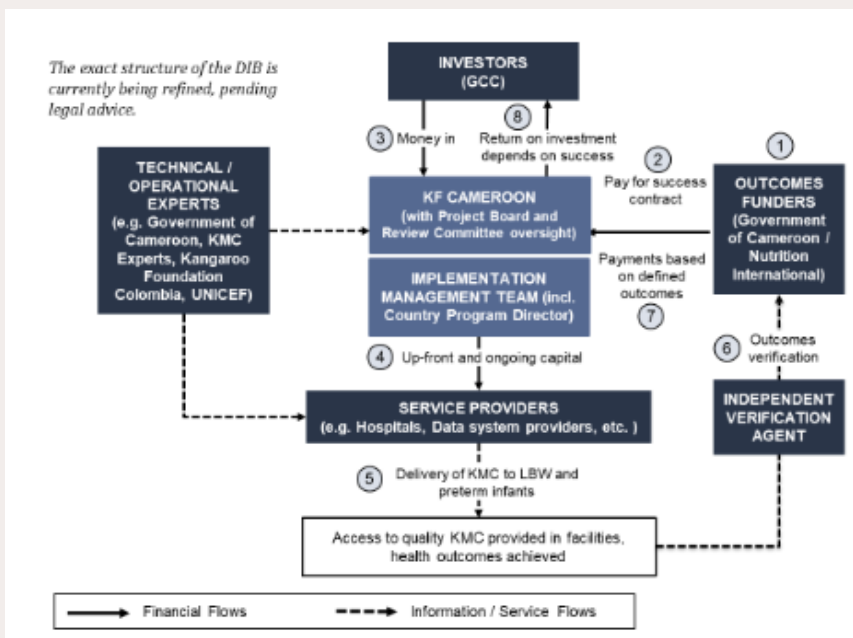 The exact structure of the DIB is
currently being refined, pending
legal advice.
INVESTORS
(GCC)
3 Money in
8
Return on investment
depends on success
2
Pay for success
contract
1
TECHNICAL /
OPERATIONAL
EXPERTS
(e.g. Government of
Cameroon, KMC
Experts, Kangaroo
Foundation
Colombia, UNICEF)
KF CAMEROON
(with Project Board and
Review Committee oversight)
OUTCOMES
FUNDERS
(Government
of Cameroon /
Nutrition
International)
IMPLEMENTATION
MANAGEMENT TEAM (incl.
Country Program Director)
Payments based
on defined
outcomes
7
4 Up-front and ongoing capital
6 Outcomes
verification
SERVICE PROVIDERS
(e.g. Hospitals, Data system providers, etc. )
INDEPENDENT
VERIFICATION
AGENT
5 Delivery of KMC to LBW and
preterm infants
Access to quality KMC provided in facilities,
health outcomes achieved
Financial Flows
Information / Service Flows